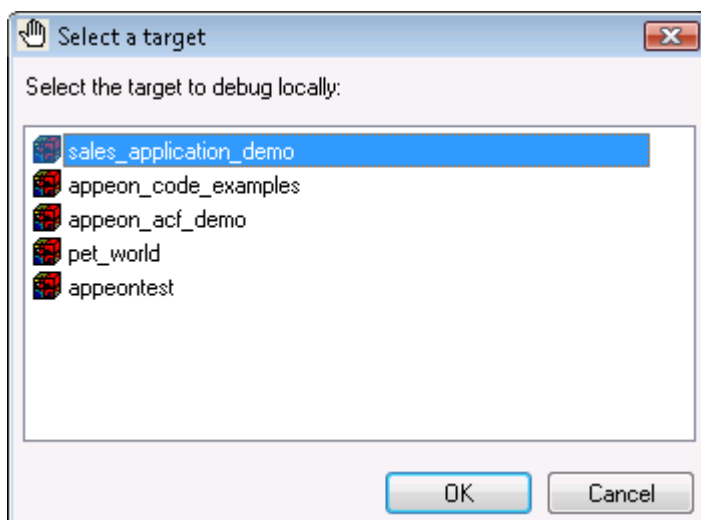 Select a target
Select the target to debug locally:
sales_application_demo
appeon_code_examples
appeon_acf_demo
pet_world
appeontest
OK
Cancel